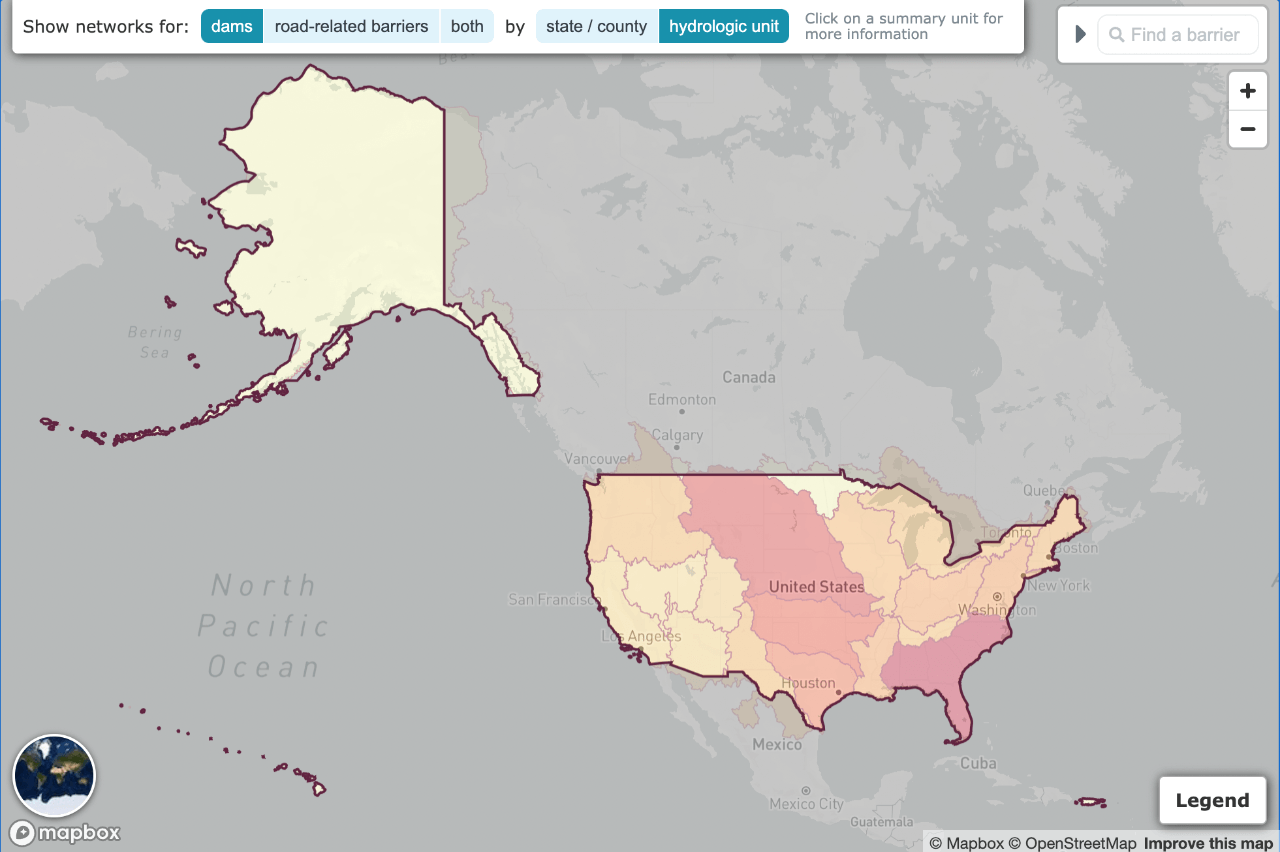 Show networks for: dams road-related barriers both by state / county hydrologic unit
Click on a summary unit for
more information
Find a barrier
+
−
Bering
Sea
Canada
Edmonton
Calgary
Vancouver
Quebec
Toronto
Boston
United States
New York
San Francisco
Washington
North
Pacific
Ocean
Los Angeles
Houston
Mexico
Cuba
Mexico City
Guatemala
Legend
mapbox
© Mapbox © OpenStreetMap Improve this map